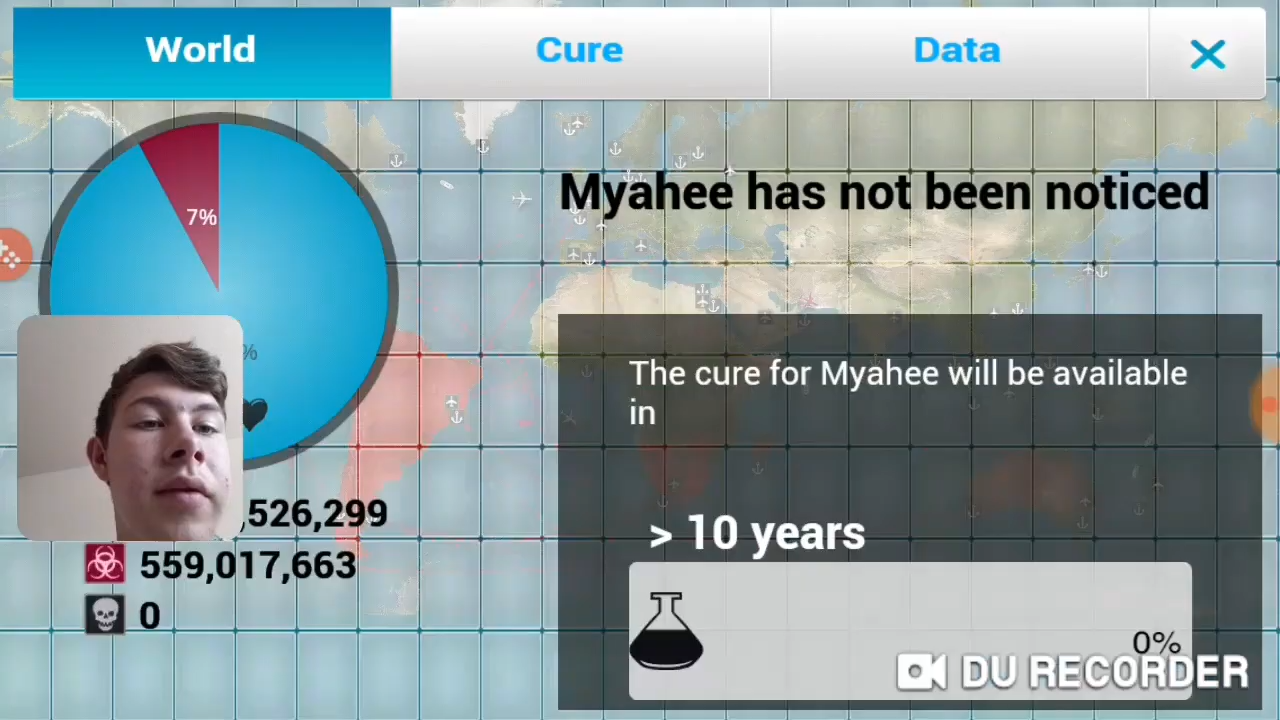 World
Cure
Data
7%
Myahee has not been noticed
%
The cure for Myahee will be available
in
> 10 years
,526,299
559,017,663
0
0%
DU RECORDER